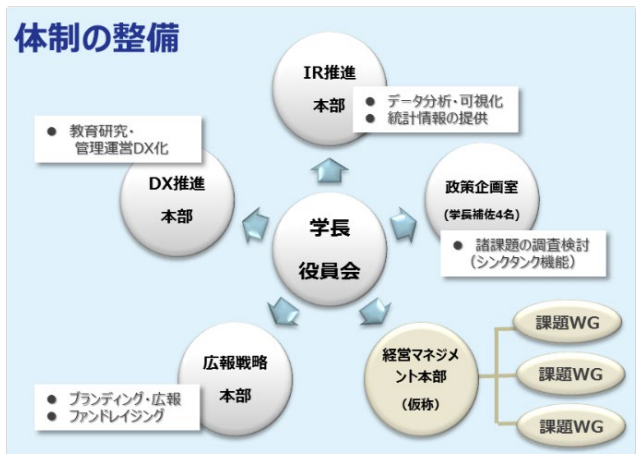 体制の整備
IR推進
本部
● データ分析・可視化
● 統計情報の提供
● 教育研究・
管理運営DX化
DX推進
本部
政策企画室
(学長補佐4名)
● 諸課題の調査検討
(シンクタンク機能)
学長
役員会
広報戦略
本部
● ブランディング・広報
● ファンドレイジング
経営マネジメ
ント本部
(仮称)
課題WG
課題WG
課題WG